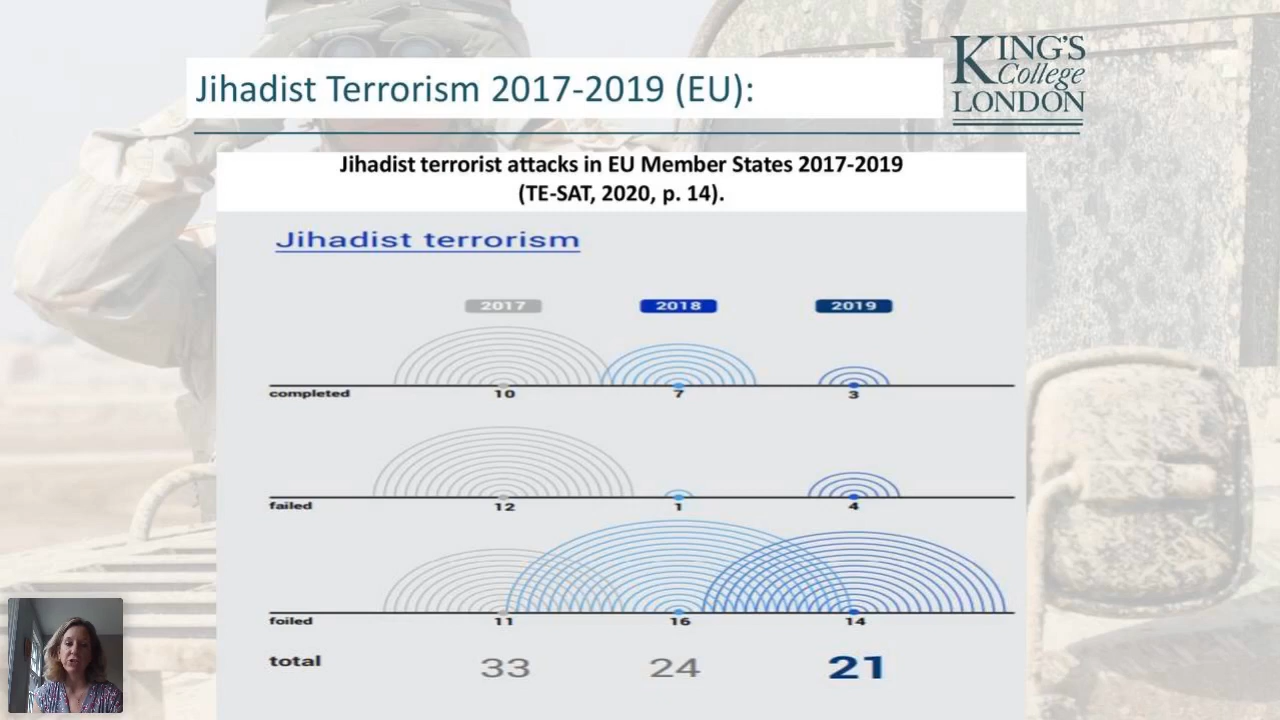 KING'S
College
LONDON
Jihadist Terrorism 2017-2019 (EU):
Jihadist terrorist attacks in EU Member States 2017-2019
(TE-SAT, 2020, p. 14).
Jihadist terrorism
2017 2018 2019
completed 10 7 3
failed 12 1 4
foiled 11 16 14
total 33 24 21